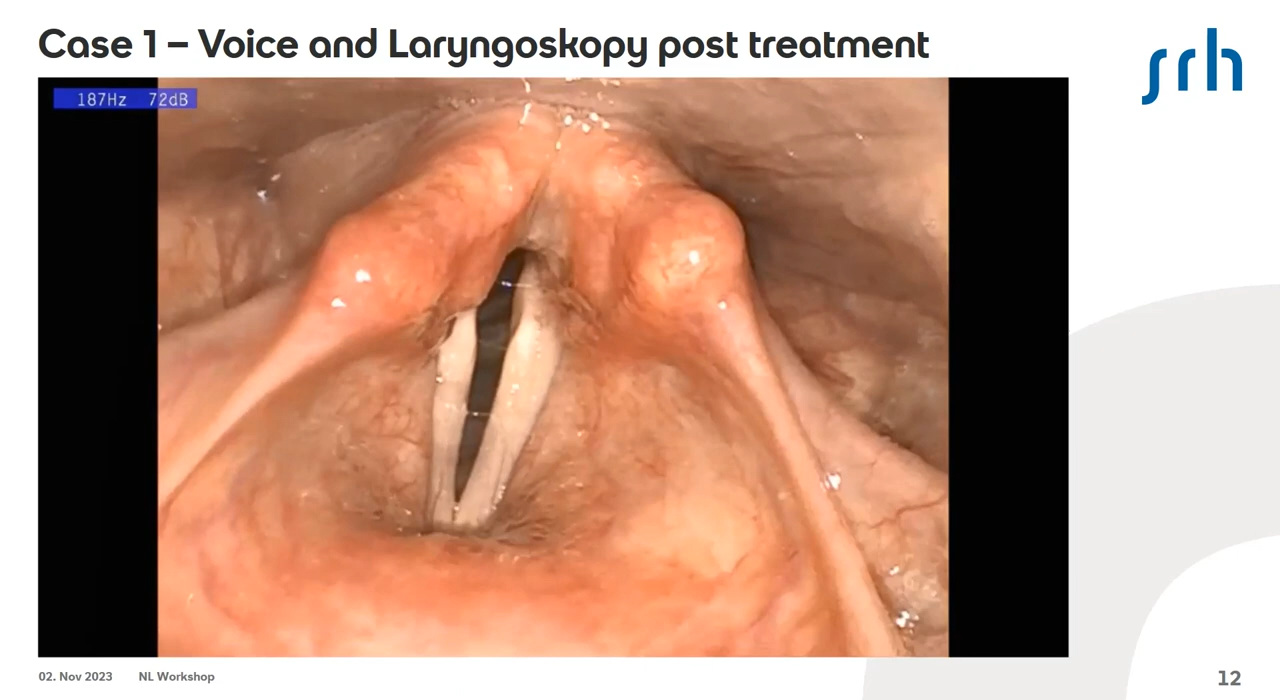 Case 1 – Voice and Laryngoskopy post treatment
srh
187Hz 72dB
02. Nov 2023 NL Workshop
12